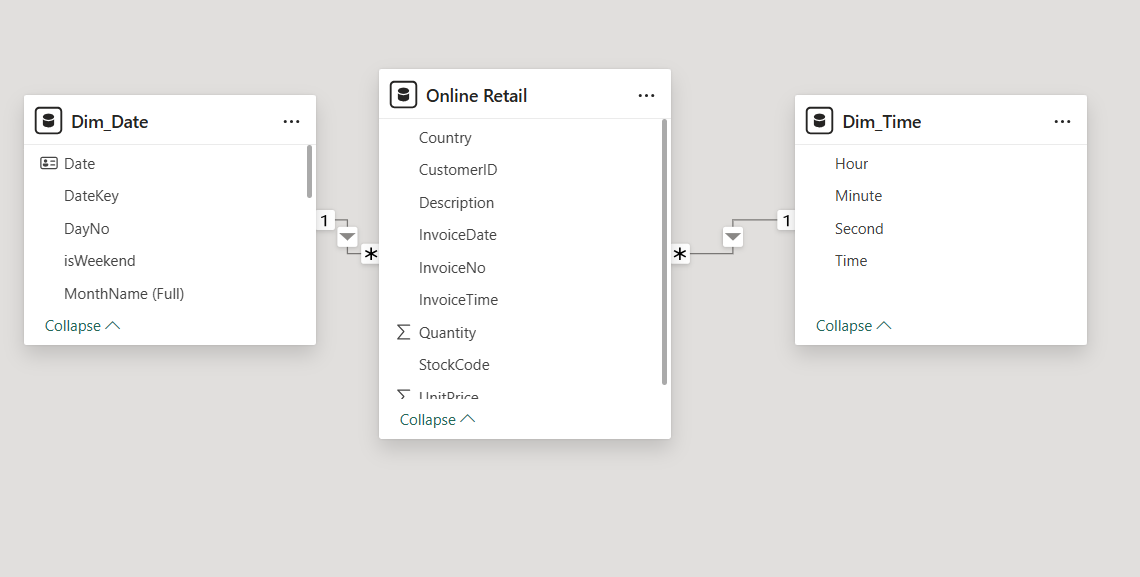 Dim_Date
Date
DateKey
DayNo
isWeekend
MonthName (Full)
Collapse
1
*
Online Retail
Country
CustomerID
Description
InvoiceDate
InvoiceNo
InvoiceTime
Σ Quantity
StockCode
Σ UnitPrice
Collapse
*
1
Dim_Time
Hour
Minute
Second
Time
Collapse